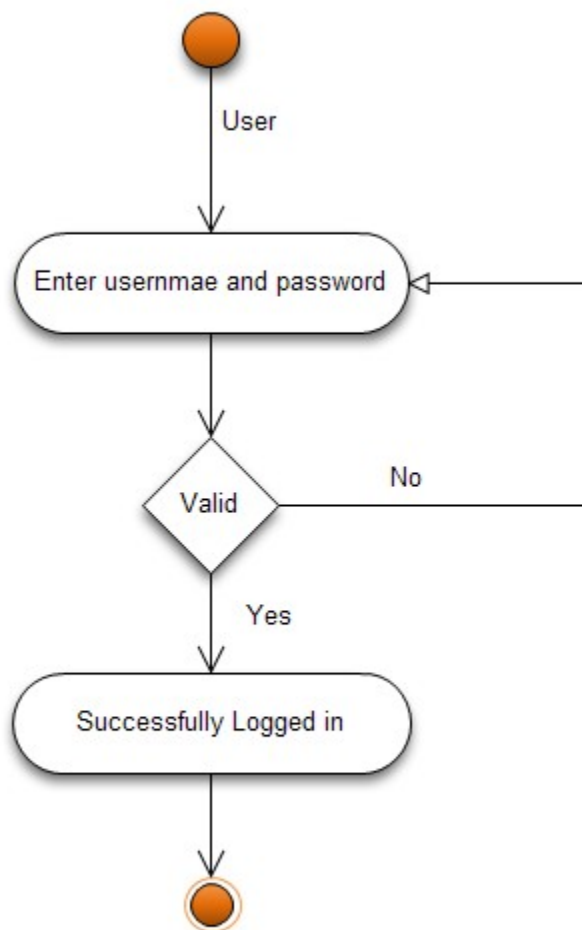 User
Enter usernmae and password
Valid
No
Yes
Successfully Logged in